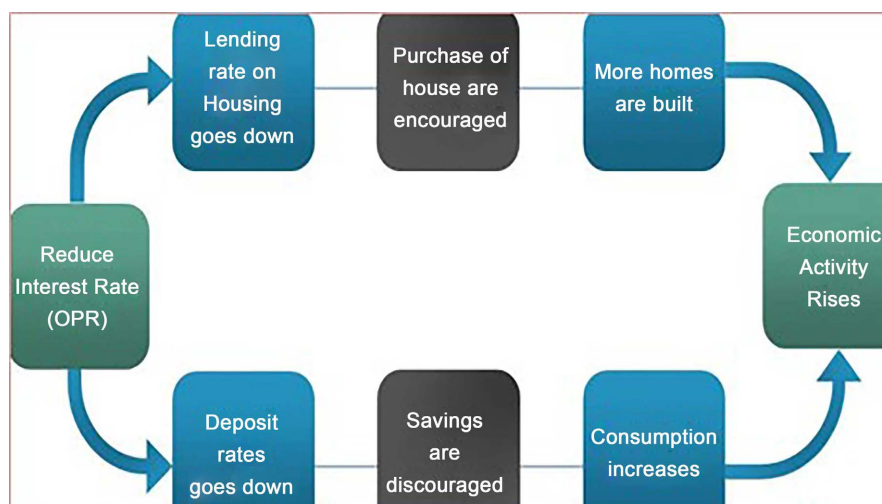 Lending
rate on
Housing
goes down
Purchase of
house are
encouraged
More homes
are built
Reduce
Interest Rate
(OPR)
Economic
Activity
Rises
Deposit
rates
goes down
Savings
are
discouraged
Consumption
increases